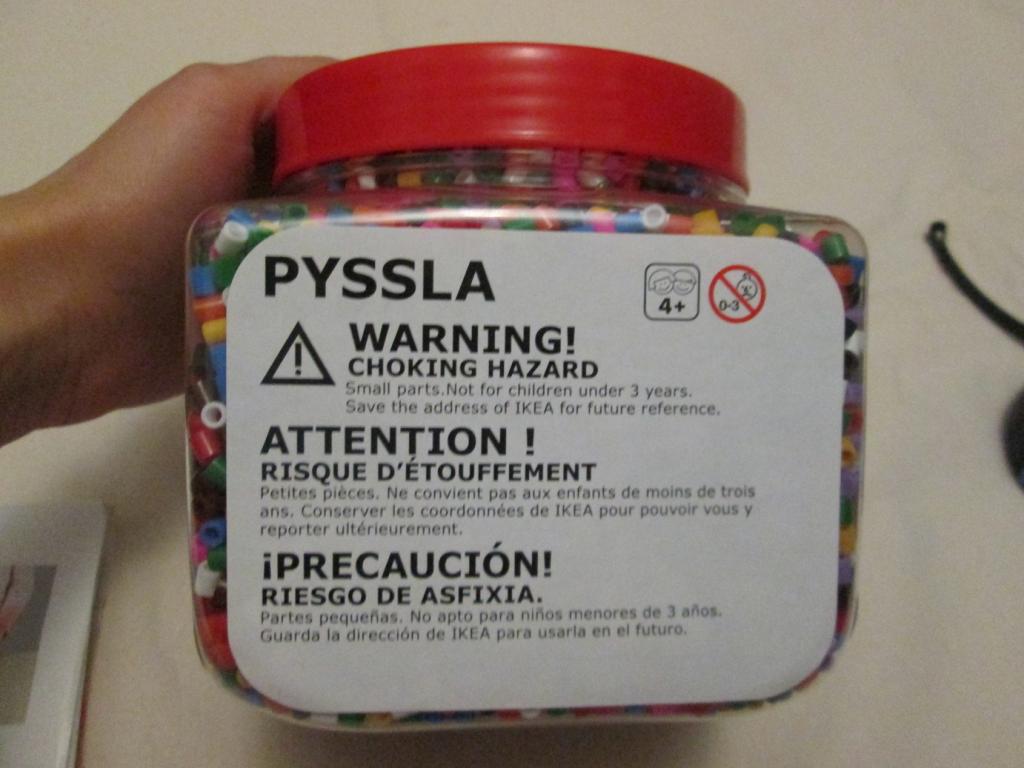 PYSSLA
4+
0-3
WARNING!
CHOKING HAZARD
Small parts.Not for children under 3 years.
Save the address of IKEA for future reference.
ATTENTION !
RISQUE D'ÉTOUFFEMENT
Petites pièces. Ne convient pas aux enfants de moins de trois
ans. Conserver les coordonnées de IKEA pour pouvoir vous y
reporter ultérieurement.
¡PRECAUCIÓN!
RIESGO DE ASFIXIA.
Partes pequeñas. No apto para niños menores de 3 años.
Guarda la dirección de IKEA para usarla en el futuro.